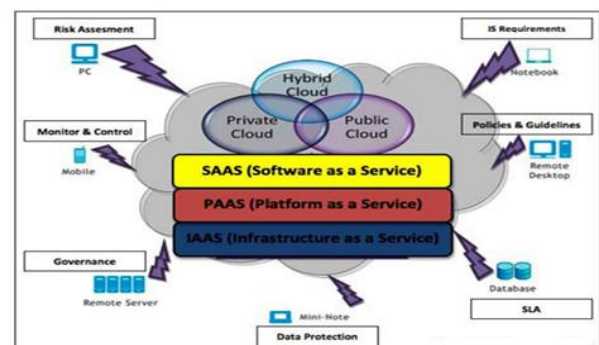 Risk Assesment
PC
IS Requirements
Notebook
Hybrid
Cloud
Private
Cloud
Public
Cloud
Monitor & Control
Mobile
Policies & Guidelines
Remote
Desktop
SAAS (Software as a Service)
PAAS (Platform as a Service)
IAAS (Infrastructure as a Service)
Governance
Remote Server
Database
SLA
Mini-Note
Data Protection